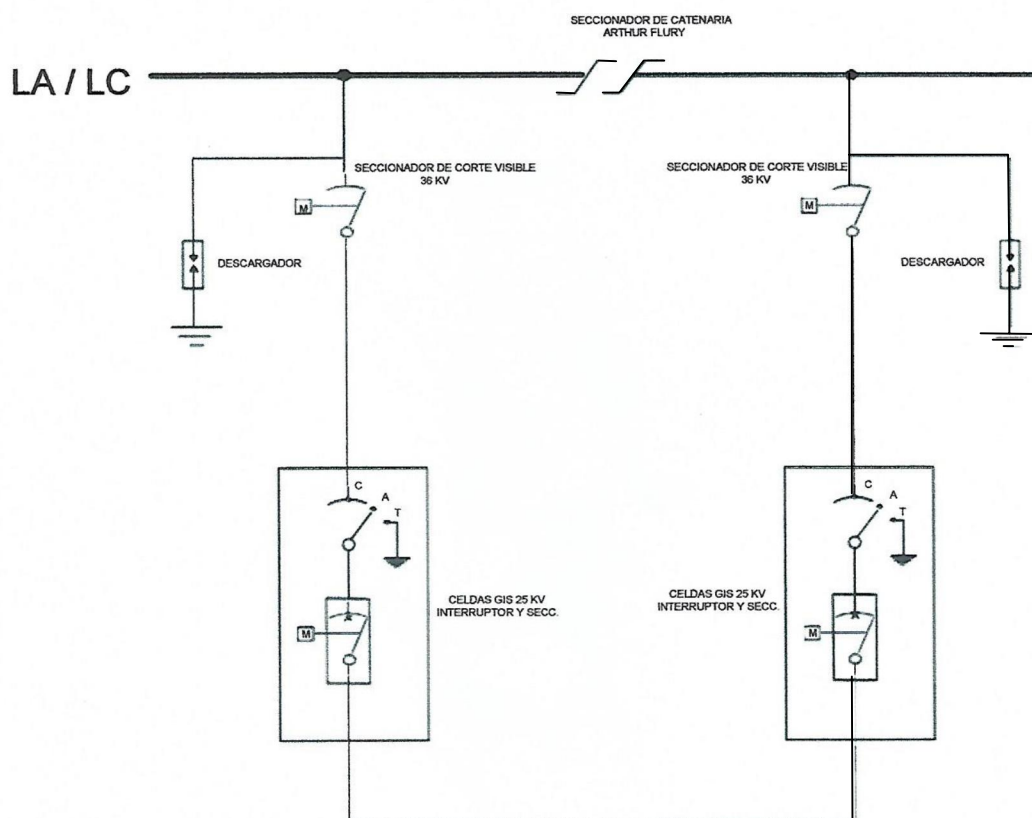 SECCIONADOR DE CATENARIA
ARTHUR FLURY
LA / LC
SECCIONADOR DE CORTE VISIBLE
36 KV
SECCIONADOR DE CORTE VISIBLE
36 KV
M
M
DESCARGADOR
DESCARGADOR
C
A
T
C
A
T
CELDAS GIS 25 KV
INTERRUPTOR Y SECC.
CELDAS GIS 25 KV
INTERRUPTOR Y SECC.
M
M